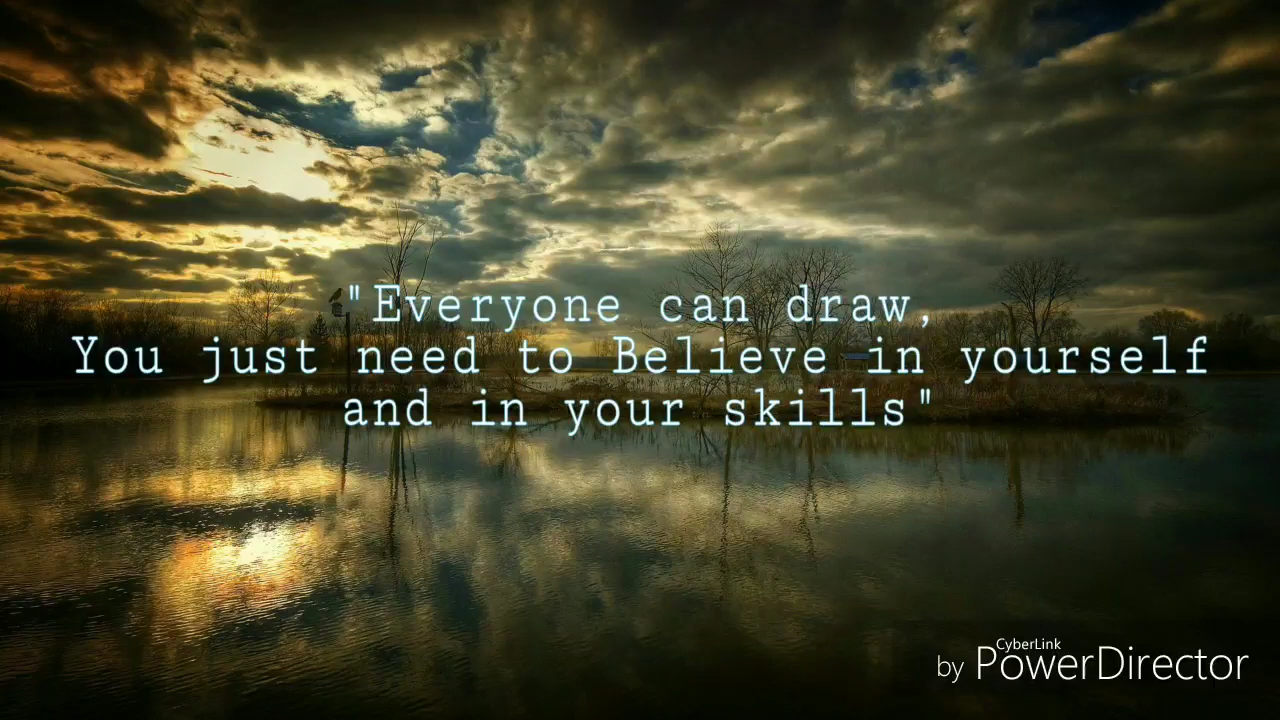 "Everyone can draw,
You just need to Believe in yourself
and in your skills"
CyberLink
by PowerDirector